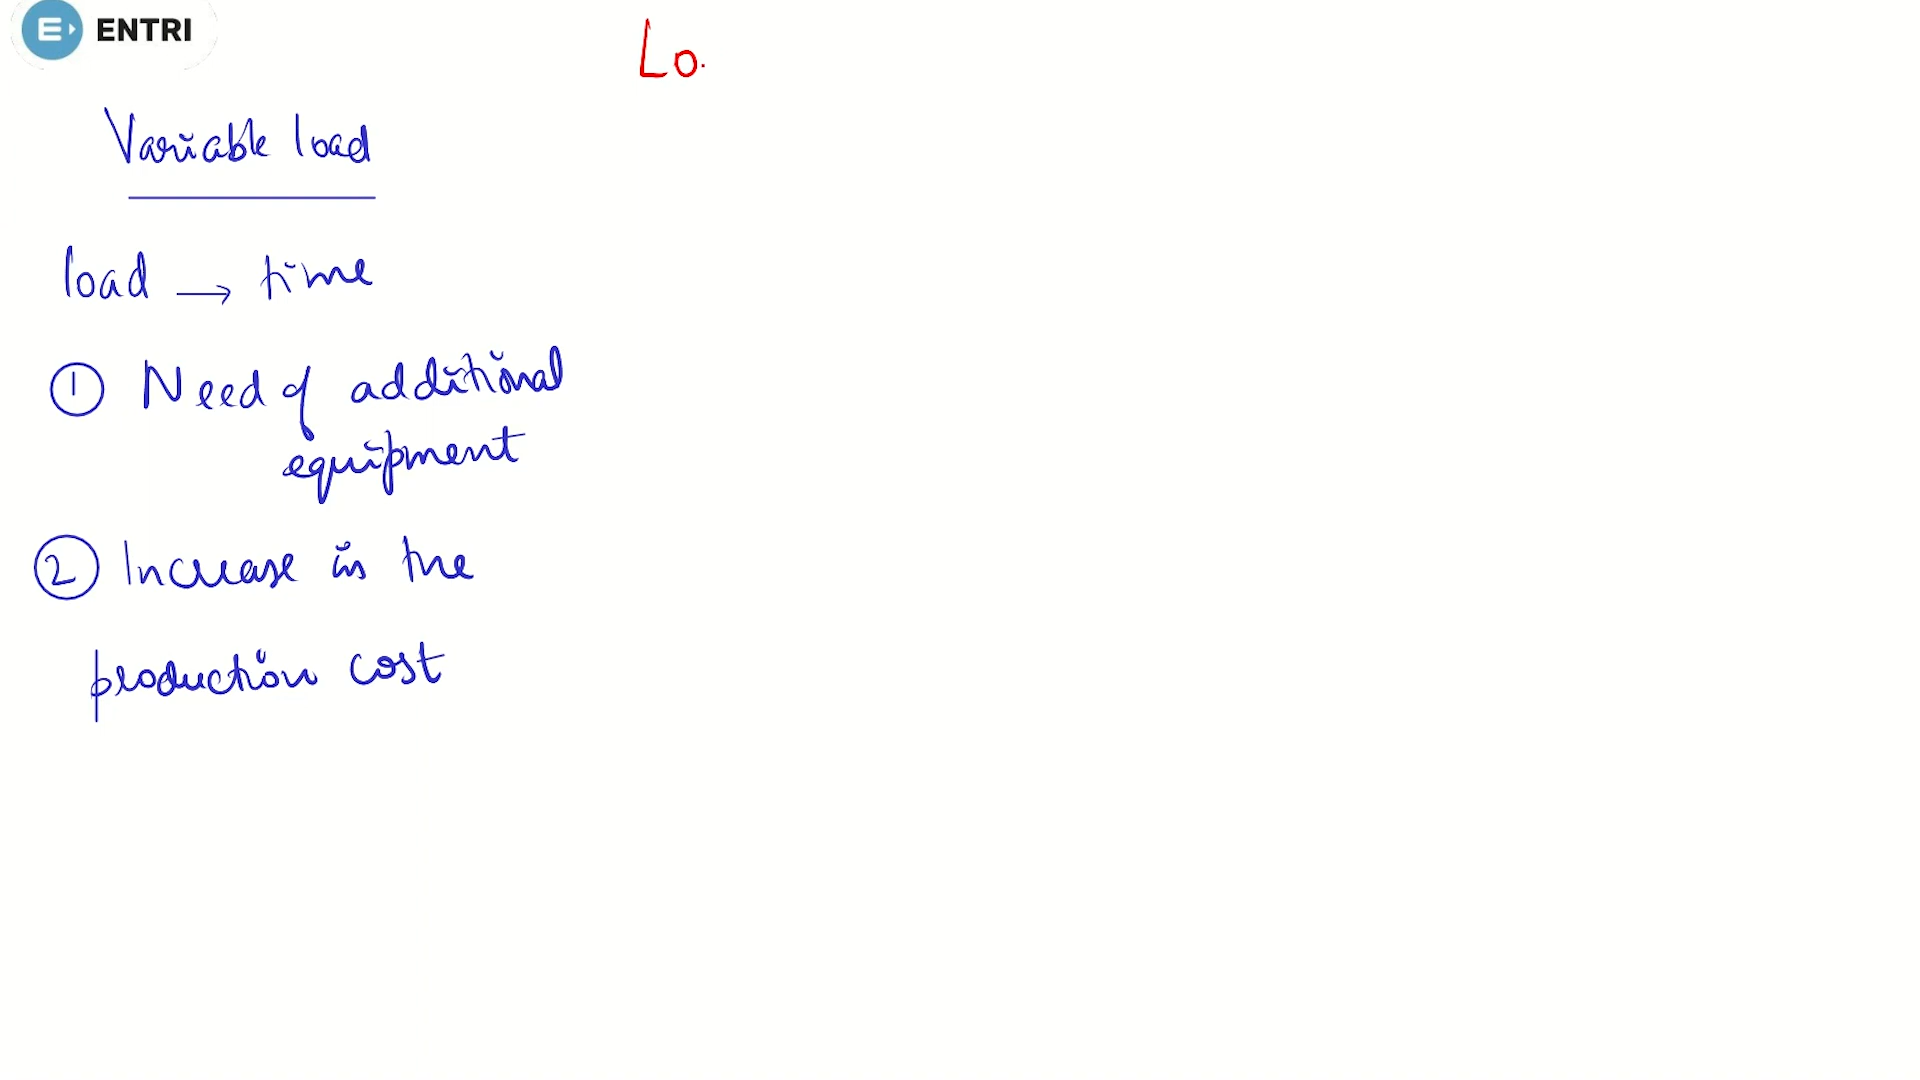 ENTRI
Lo
Variable load
load → time
① Need of additional
equipment
② Increase in the
production cost